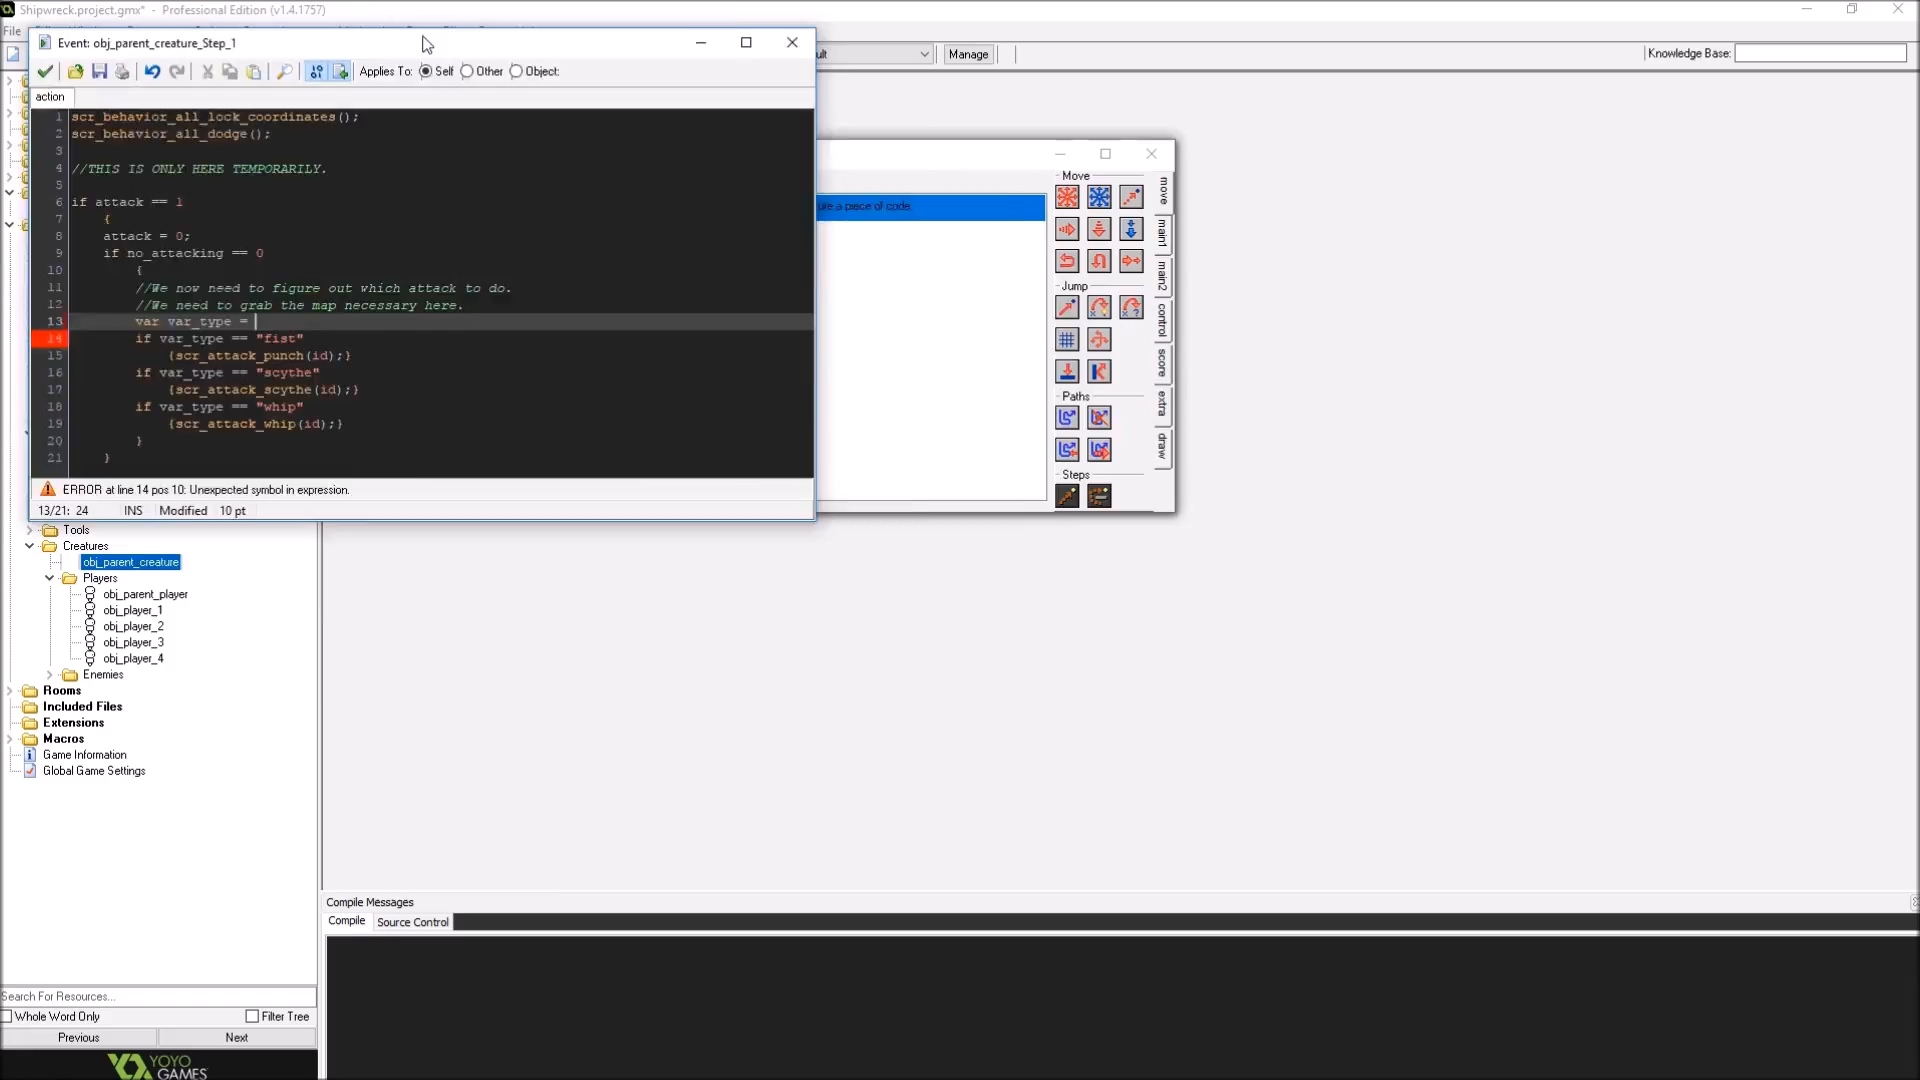 Shipwreck.project.gmx* - Professional Edition (v1.4.1757)
File
Event: obj_parent_creature_Step_1
Manage
Knowledge Base:
Applies To: Self Other Object:
action
1 scr_behavior_all_lock_coordinates();
2 scr_behavior_all_dodge();
3
4 //THIS IS ONLY HERE TEMPORARILY.
5
6 if attack == 1
7 {
8 attack = 0;
9 if no_attacking == 0
10 {
11 //We now need to figure out which attack to do.
12 //We need to grab the map necessary here.
13 var var_type =
14 if var_type == "fist"
15 {scr_attack_punch(id);}
16 if var_type == "scythe"
17 {scr_attack_scythe(id);}
18 if var_type == "whip"
19 {scr_attack_whip(id);}
20 }
21 }
ERROR at line 14 pos 10: Unexpected symbol in expression.
13/21: 24 INS Modified 10 pt
a piece of code
Move
Jump
Paths
Steps
move
main1
main2
control
score
extra
draw
Tools
Creatures
obj_parent_creature
Players
obj_parent_player
obj_player_1
obj_player_2
obj_player_3
obj_player_4
Enemies
Rooms
Included Files
Extensions
Macros
Game Information
Global Game Settings
Search For Resources...
Whole Word Only Filter Tree
Previous Next
YOYO
GAMES
Compile Messages
Compile Source Control